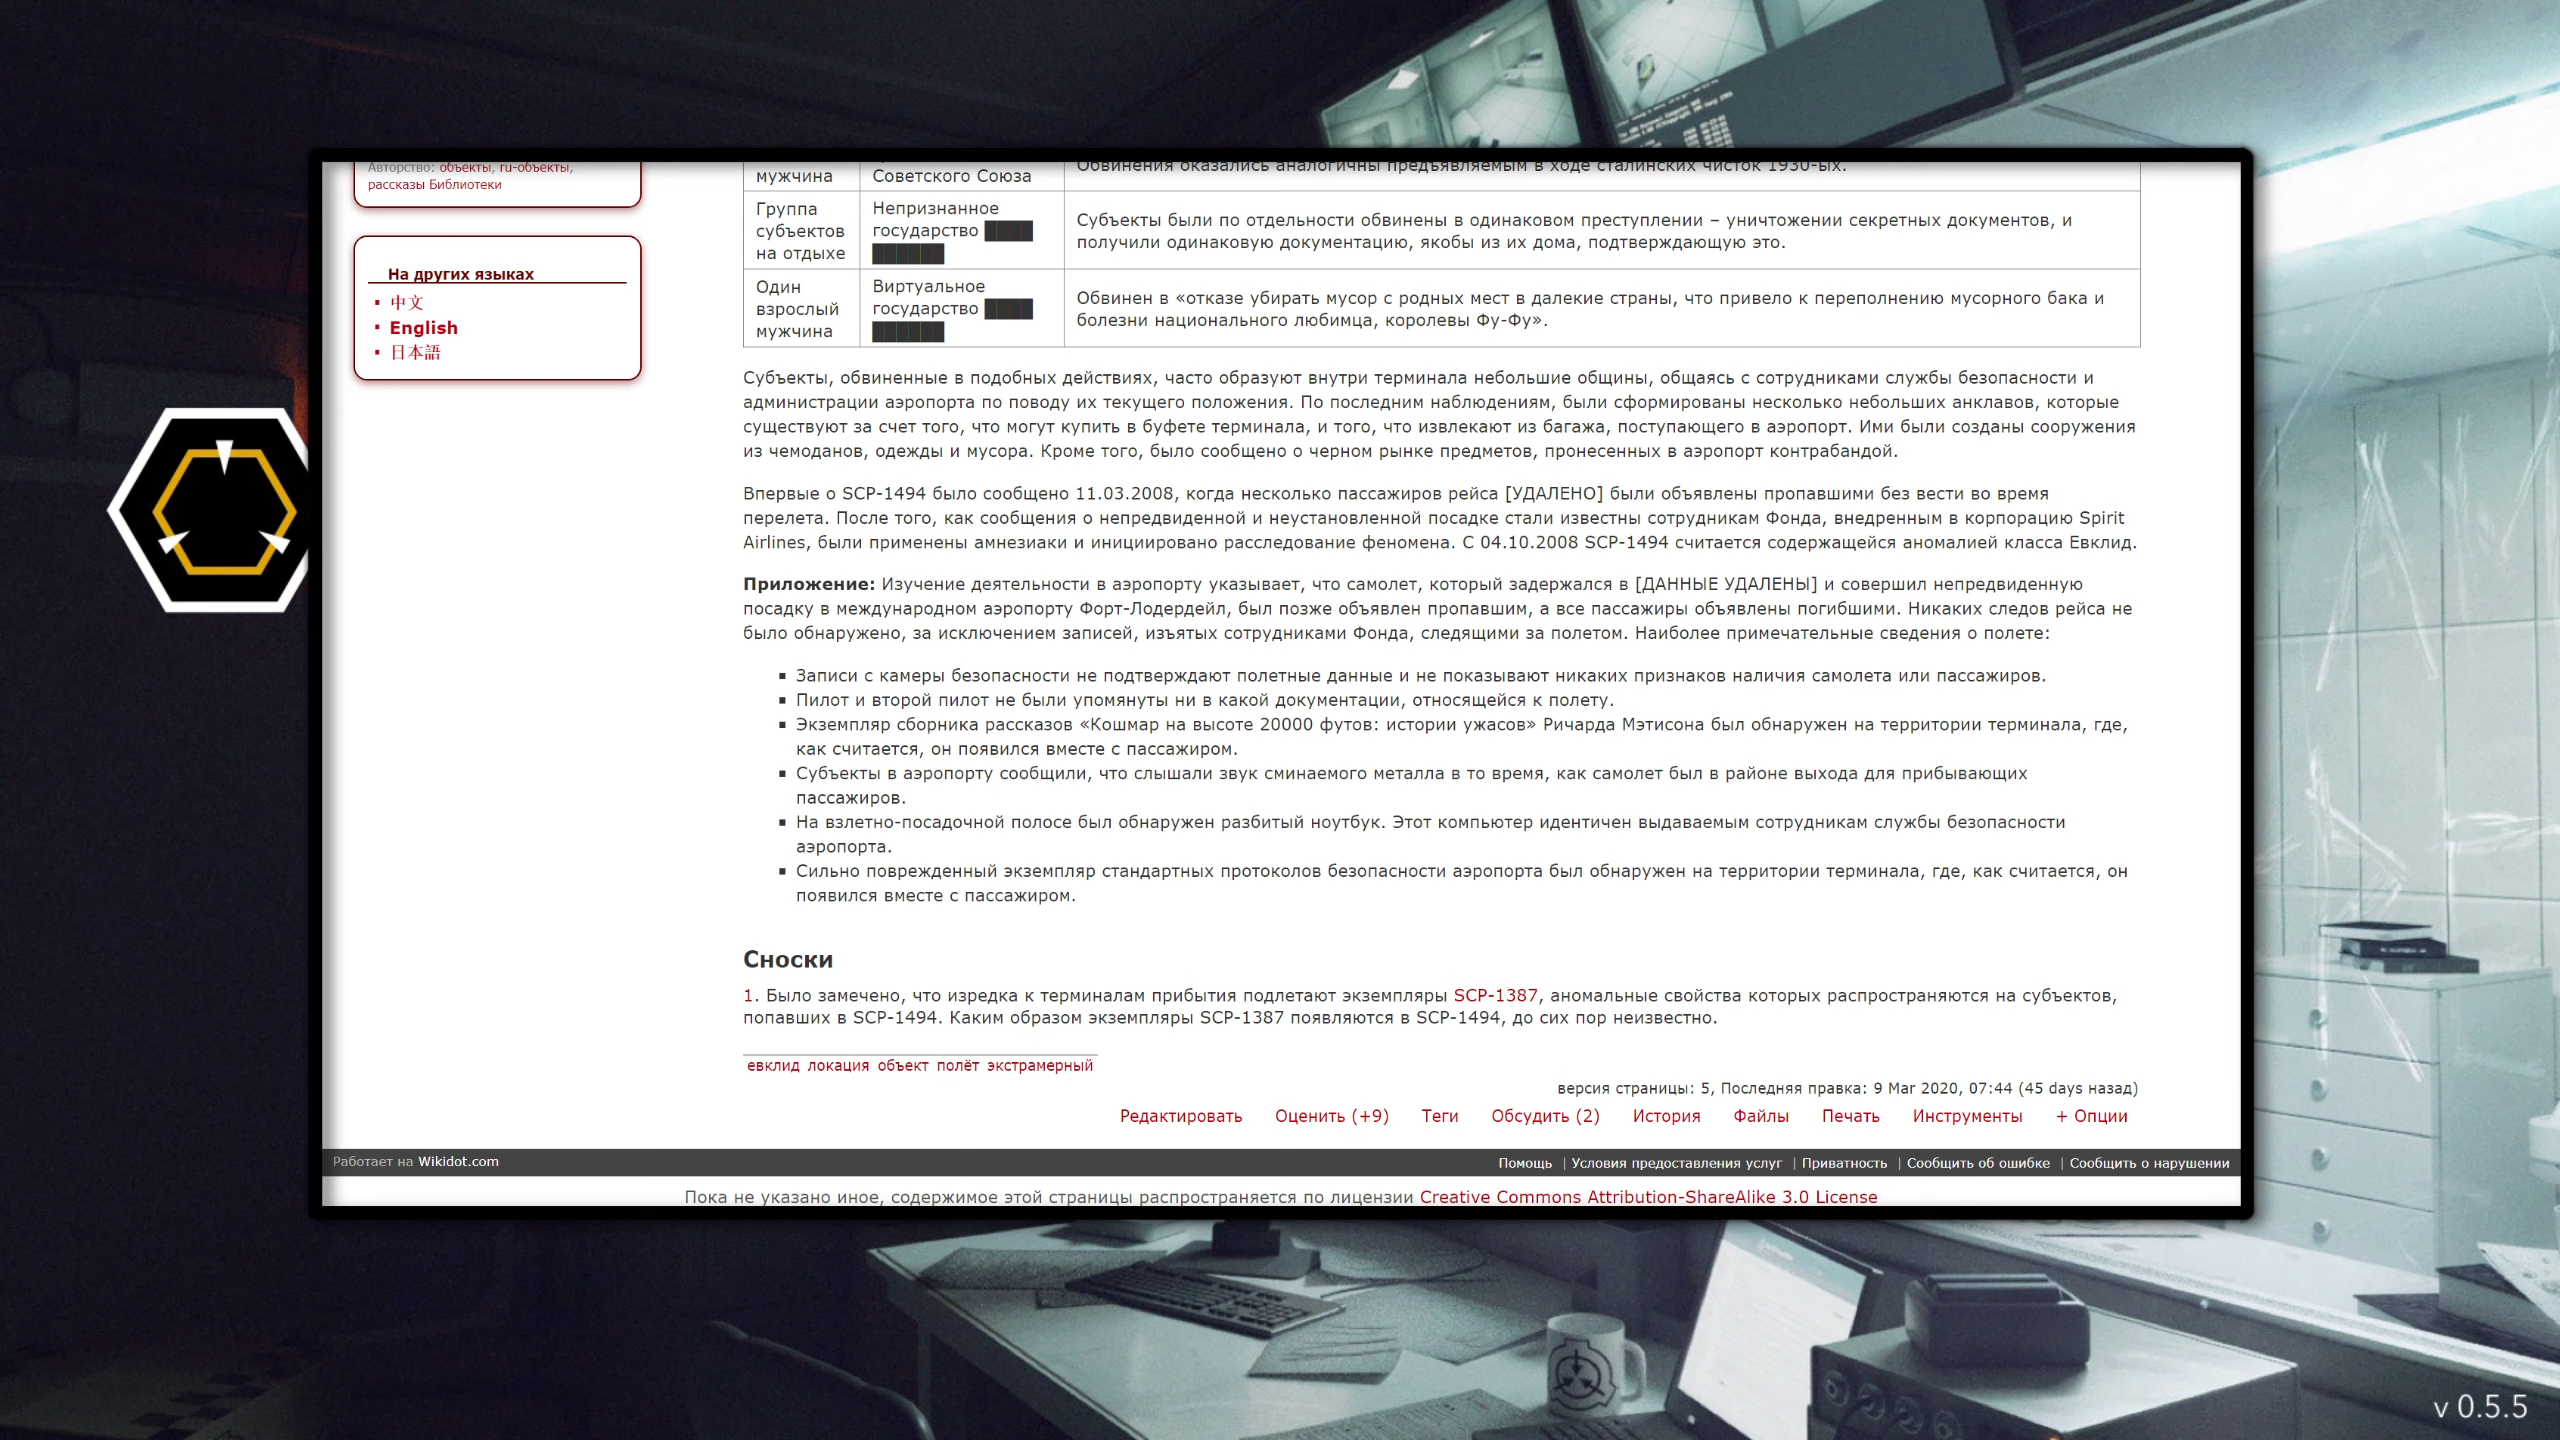 Авторство: объекты, ru-объекты,
рассказы Библиотеки
На других языках
中文
English
日本語
мужчина
Советского Союза
Обвинения оказались аналогичны предъявляемым в ходе сталинских чисток 1930-ых.
Группа
субъектов
на отдыхе
Непризнанное
государство ████
██████
Субъекты были по отдельности обвинены в одинаковом преступлении – уничтожении секретных документов, и
получили одинаковую документацию, якобы из их дома, подтверждающую это.
Один
взрослый
мужчина
Виртуальное
государство ████
██████
Обвинен в «отказе убирать мусор с родных мест в далекие страны, что привело к переполнению мусорного бака и
болезни национального любимца, королевы Фу-Фу».
Субъекты, обвиненные в подобных действиях, часто образуют внутри терминала небольшие общины, общаясь с сотрудниками службы безопасности и
администрации аэропорта по поводу их текущего положения. По последним наблюдениям, были сформированы несколько небольших анклавов, которые
существуют за счет того, что могут купить в буфете терминала, и того, что извлекают из багажа, поступающего в аэропорт. Ими были созданы сооружения
из чемоданов, одежды и мусора. Кроме того, было сообщено о черном рынке предметов, пронесенных в аэропорт контрабандой.
Впервые о SCP-1494 было сообщено 11.03.2008, когда несколько пассажиров рейса [УДАЛЕНО] были объявлены пропавшими без вести во время
перелета. После того, как сообщения о непредвиденной и неустановленной посадке стали известны сотрудникам Фонда, внедренным в корпорацию Spirit
Airlines, были применены амнезиаки и инициировано расследование феномена. С 04.10.2008 SCP-1494 считается содержащейся аномалией класса Евклид.
Приложение: Изучение деятельности в аэропорту указывает, что самолет, который задержался в [ДАННЫЕ УДАЛЕНЫ] и совершил непредвиденную
посадку в международном аэропорту Форт-Лодердейл, был позже объявлен пропавшим, а все пассажиры объявлены погибшими. Никаких следов рейса не
было обнаружено, за исключением записей, изъятых сотрудниками Фонда, следящими за полетом. Наиболее примечательные сведения о полете:
Записи с камеры безопасности не подтверждают полетные данные и не показывают никаких признаков наличия самолета или пассажиров.
Пилот и второй пилот не были упомянуты ни в какой документации, относящейся к полету.
Экземпляр сборника рассказов «Кошмар на высоте 20000 футов: истории ужасов» Ричарда Мэтисона был обнаружен на территории терминала, где,
как считается, он появился вместе с пассажиром.
Субъекты в аэропорту сообщили, что слышали звук сминаемого металла в то время, как самолет был в районе выхода для прибывающих
пассажиров.
На взлетно-посадочной полосе был обнаружен разбитый ноутбук. Этот компьютер идентичен выдаваемым сотрудникам службы безопасности
аэропорта.
Сильно поврежденный экземпляр стандартных протоколов безопасности аэропорта был обнаружен на территории терминала, где, как считается, он
появился вместе с пассажиром.
Сноски
1. Было замечено, что изредка к терминалам прибытия подлетают экземпляры SCP-1387, аномальные свойства которых распространяются на субъектов,
попавших в SCP-1494. Каким образом экземпляры SCP-1387 появляются в SCP-1494, до сих пор неизвестно.
евклид локация объект полёт экстрамерный
версия страницы: 5, Последняя правка: 9 Mar 2020, 07:44 (45 days назад)
Редактировать Оценить (+9) Теги Обсудить (2) История Файлы Печать Инструменты + Опции
Работает на Wikidot.com
Помощь | Условия предоставления услуг | Приватность | Сообщить об ошибке | Сообщить о нарушении
Пока не указано иное, содержимое этой страницы распространяется по лицензии Creative Commons Attribution-ShareAlike 3.0 License
v 0.5.5